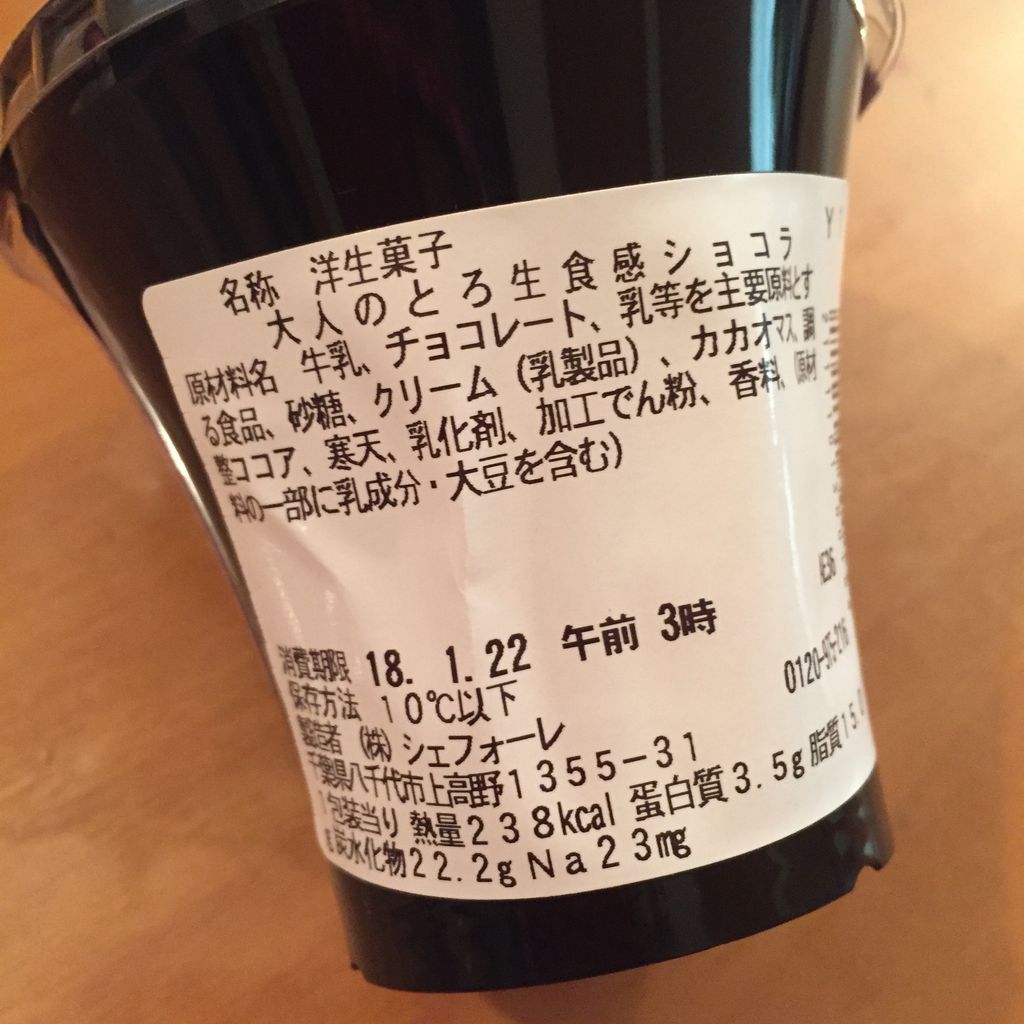 名称 洋生菓子
大人のとろ生食感ショコラ
原材料名 牛乳、チョコレート、乳等を主要原料とす
る食品、砂糖、クリーム（乳製品）、カカオマス、調
整ココア、寒天、乳化剤、加工でん粉、香料、（原材
料の一部に乳成分・大豆を含む）
消費期限 18. 1.22 午前 3時
保存方法 10℃以下
製造者 （株）シェフォーレ
0120-975-216
千葉県八千代市上高野1355-31
1包装当り 熱量238kcal 蛋白質3.5g 脂質15.
g 炭水化物22.2g Na23mg